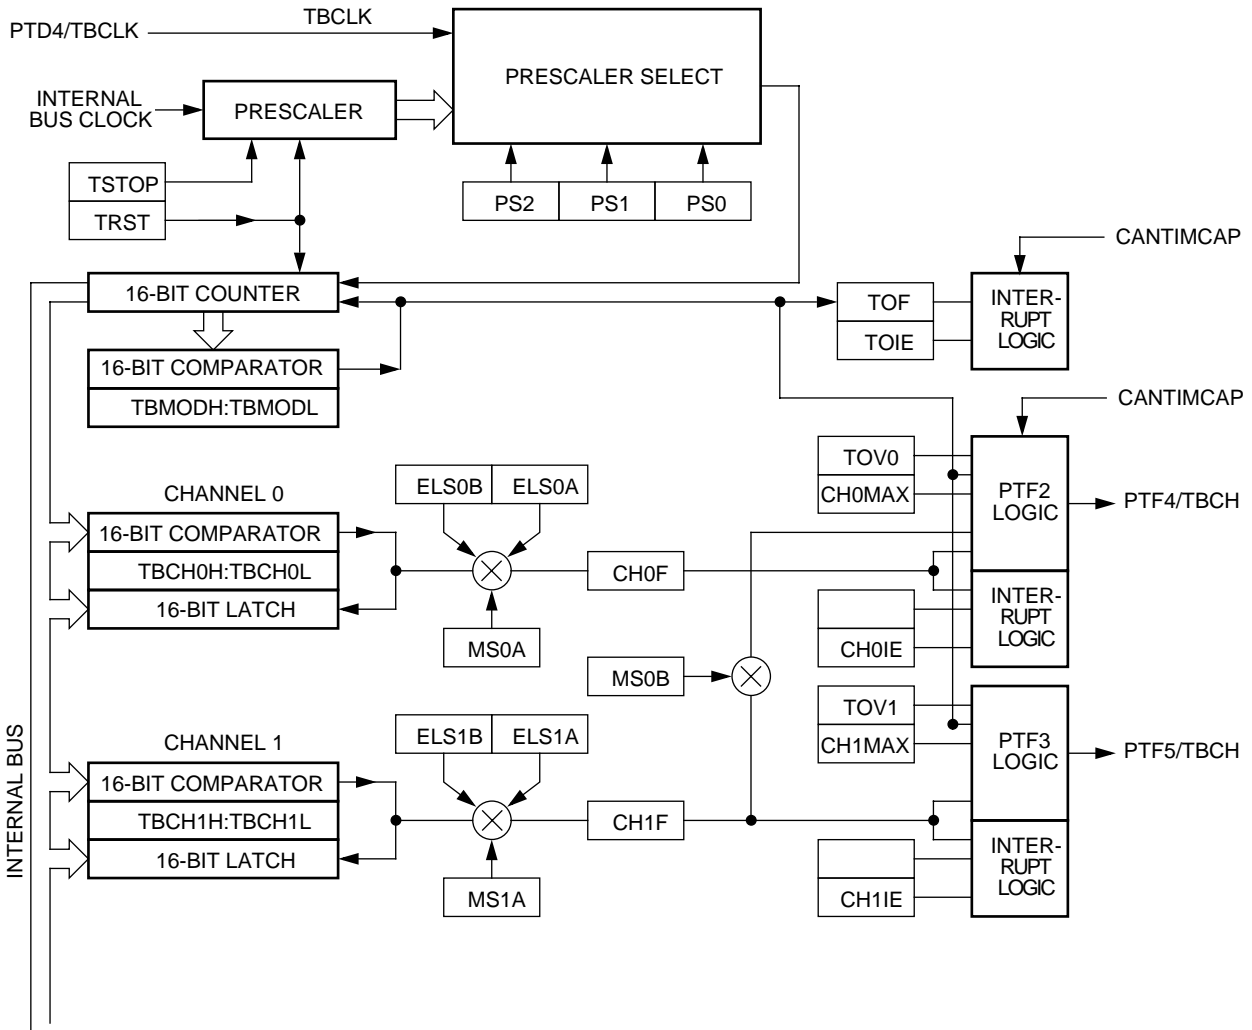 TBCLK
PTD4/TBCLK
PRESCALER SELECT
INTERNAL
BUS CLOCK
PRESCALER
TSTOP
TRST
PS2 PS1 PS0
CANTIMCAP
16-BIT COUNTER
TOF
TOIE
INTER-
RUPT
LOGIC
16-BIT COMPARATOR
TBMODH:TBMODL
CANTIMCAP
TOV0
CH0MAX
PTF2
LOGIC
PTF4/TBCH
CHANNEL 0
ELS0B ELS0A
16-BIT COMPARATOR
TBCH0H:TBCH0L
16-BIT LATCH
CH0F
MS0A
INTER-
RUPT
LOGIC
CH0IE
MS0B
TOV1
CH1MAX
PTF3
LOGIC
PTF5/TBCH
CHANNEL 1
ELS1B ELS1A
16-BIT COMPARATOR
TBCH1H:TBCH1L
16-BIT LATCH
CH1F
MS1A
INTER-
RUPT
LOGIC
CH1IE
INTERNAL BUS